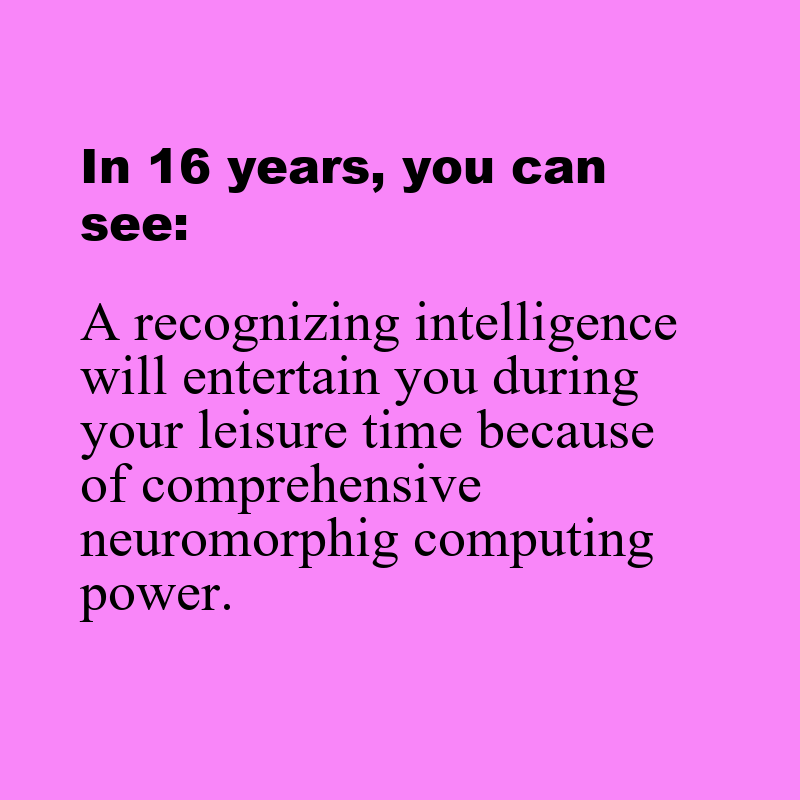 In 16 years, you can
see:
A recognizing intelligence
will entertain you during
your leisure time because
of comprehensive
neuromorphig computing
power.